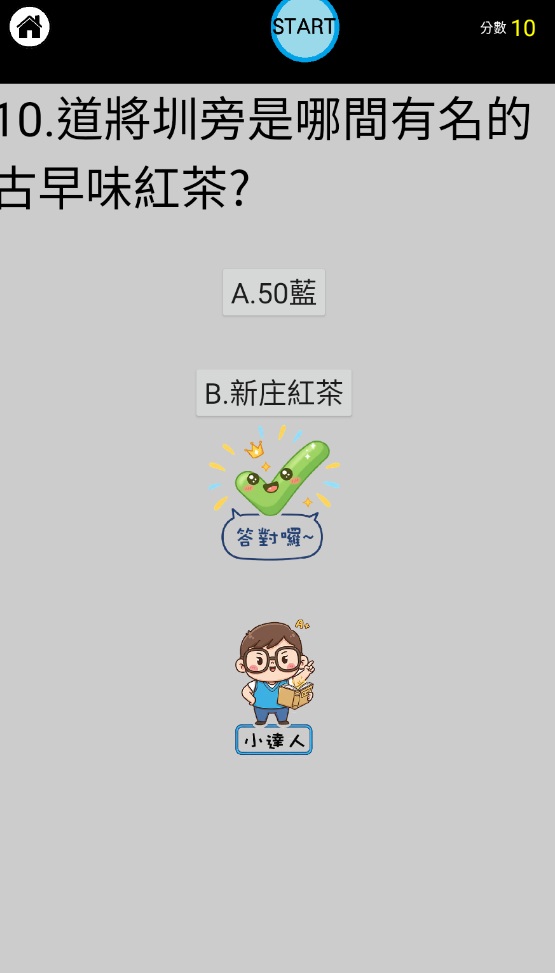 START
分數 10
10.道將圳旁是哪間有名的
古早味紅茶?
A.50藍
B.新庄紅茶
答對囉~
A+
小達人